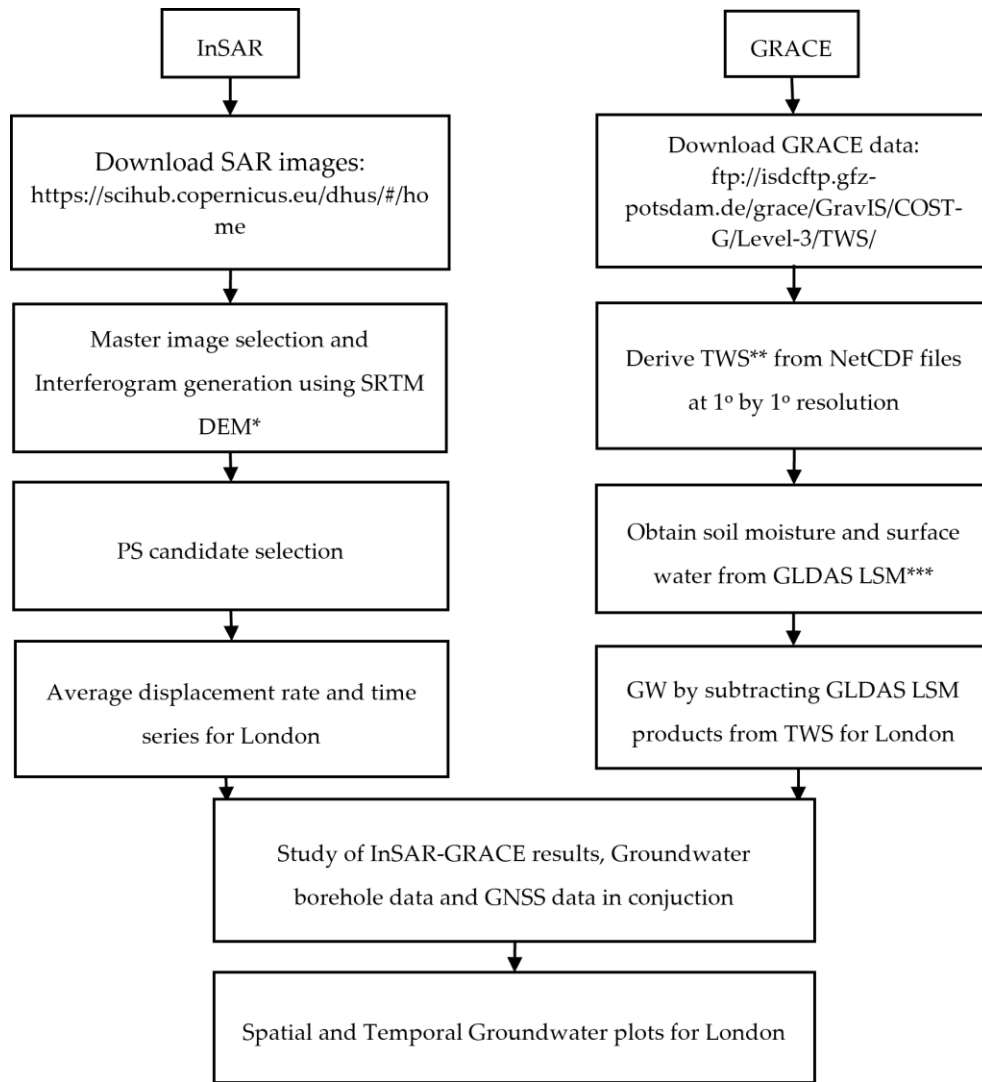 InSAR
Download SAR images:
https://scihub.copernicus.eu/dhus/#/ho
me
Master image selection and
Interferogram generation using SRTM
DEM*
PS candidate selection
Average displacement rate and time
series for London
GRACE
Download GRACE data:
ftp://isdcftp.gfz-
potsdam.de/grace/GravIS/COST-
G/Level-3/TWS/
Derive TWS** from NetCDF files
at 1º by 1º resolution
Obtain soil moisture and surface
water from GLDAS LSM***
GW by subtracting GLDAS LSM
products from TWS for London
Study of InSAR-GRACE results, Groundwater
borehole data and GNSS data in conjuction
Spatial and Temporal Groundwater plots for London